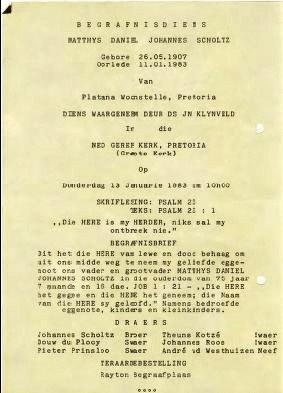 BEGRAFNISDIENS
MATTHYS DANIEL JOHANNES SCHOLTZ
Gebore 26.05.1907
Oorlede 11.01.1983
Van
Platana Woonstelle, Pretoria
DIENS WAARGENEEM DEUR DS JN KLYNVELD
In die
NED GEREF KERK, PRETORIA
(Groote Kerk)
Op
Donderdag 13 Januarie 1983 om 10h00
SKRIFLESING: PSALM 23
TEKS: PSALM 23 : 1
,,Die HERE is my HERDER, niks sal my
ontbreek nie."
BEGRAFNISBRIEF
Dit het die HERE van lewe en dood behaag om
uit ons midde weg te neem my geliefde egge-
noot ons vader en grootvader MATTHYS DANIEL
JOHANNES SCHOLTZ in die ouderdom van 75 jaar
7 maande en 16 dae. JOB 1 : 21 - ,,Die HERE
het gegee en die HERE het geneem; die Naam
van die HERE sy geloofd." Namens bedroefde
eggenote, kinders en kleinkinders.
DRAERS
Johannes Scholtz Broer Theuns Kotzé Swaer
Douw du Plooy Swaer Johannes Roos Swaer
Pieter Prinsloo Swaer André vd Westhuizen Neef
TERAARDEBESTELLING
Rayton Begraafplaas
oooo